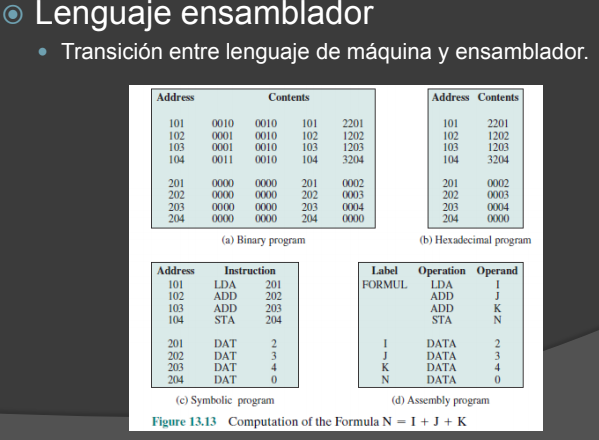 Lenguaje ensamblador
Transición entre lenguaje de máquina y ensamblador.
Address Contents
101 0010 0010 101 2201
102 0001 0010 102 1202
103 0001 0010 103 1203
104 0011 0010 104 3204
201 0000 0000 201 0002
202 0000 0000 202 0003
203 0000 0000 203 0004
204 0000 0000 204 0000
(a) Binary program
Address Contents
101 2201
102 1202
103 1203
104 3204
201 0002
202 0003
203 0004
204 0000
(b) Hexadecimal program
Address Instruction
101 LDA 201
102 ADD 202
103 ADD 203
104 STA 204
201 DAT 2
202 DAT 3
203 DAT 4
204 DAT 0
(c) Symbolic program
Label Operation Operand
FORMUL LDA I
ADD J
ADD K
STA N
I DATA 2
J DATA 3
K DATA 4
N DATA 0
(d) Assembly program
Figure 13.13 Computation of the Formula N = I + J + K